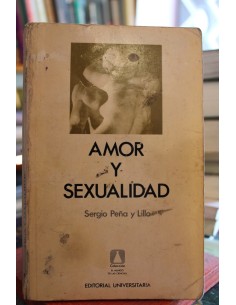 AMOR
Y
SEXUALIDAD
Sergio Peña y Lillo
EDITORIAL UNIVERSITARIA